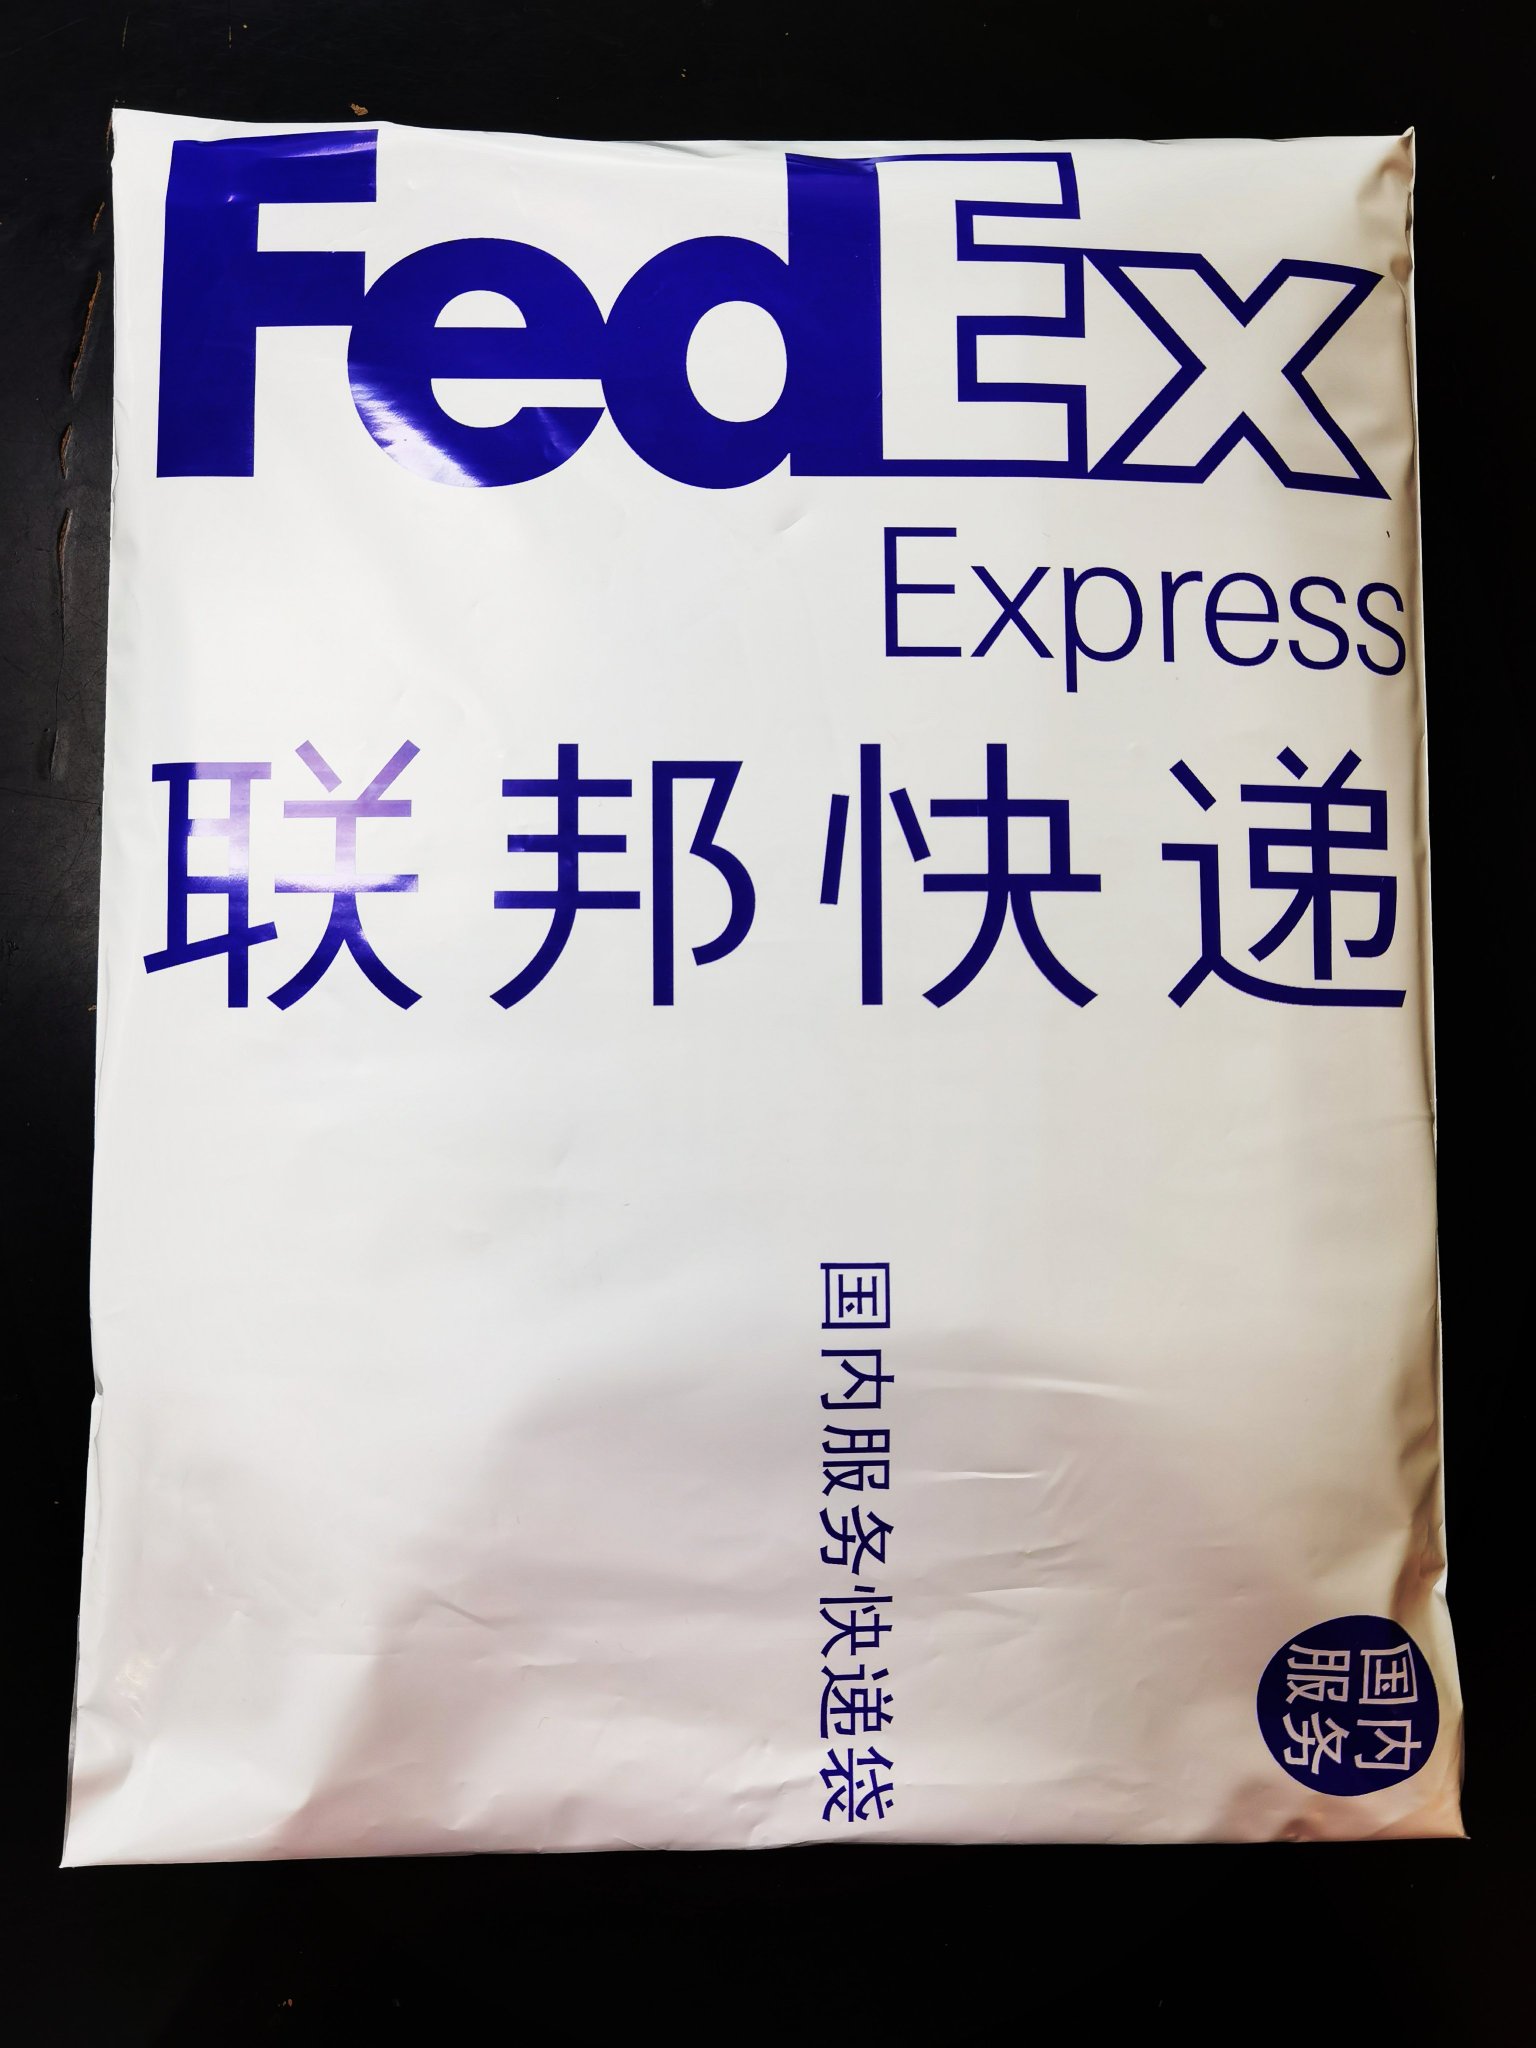 FedEx
Express
联邦快递
国内服务快递袋
国内
服务